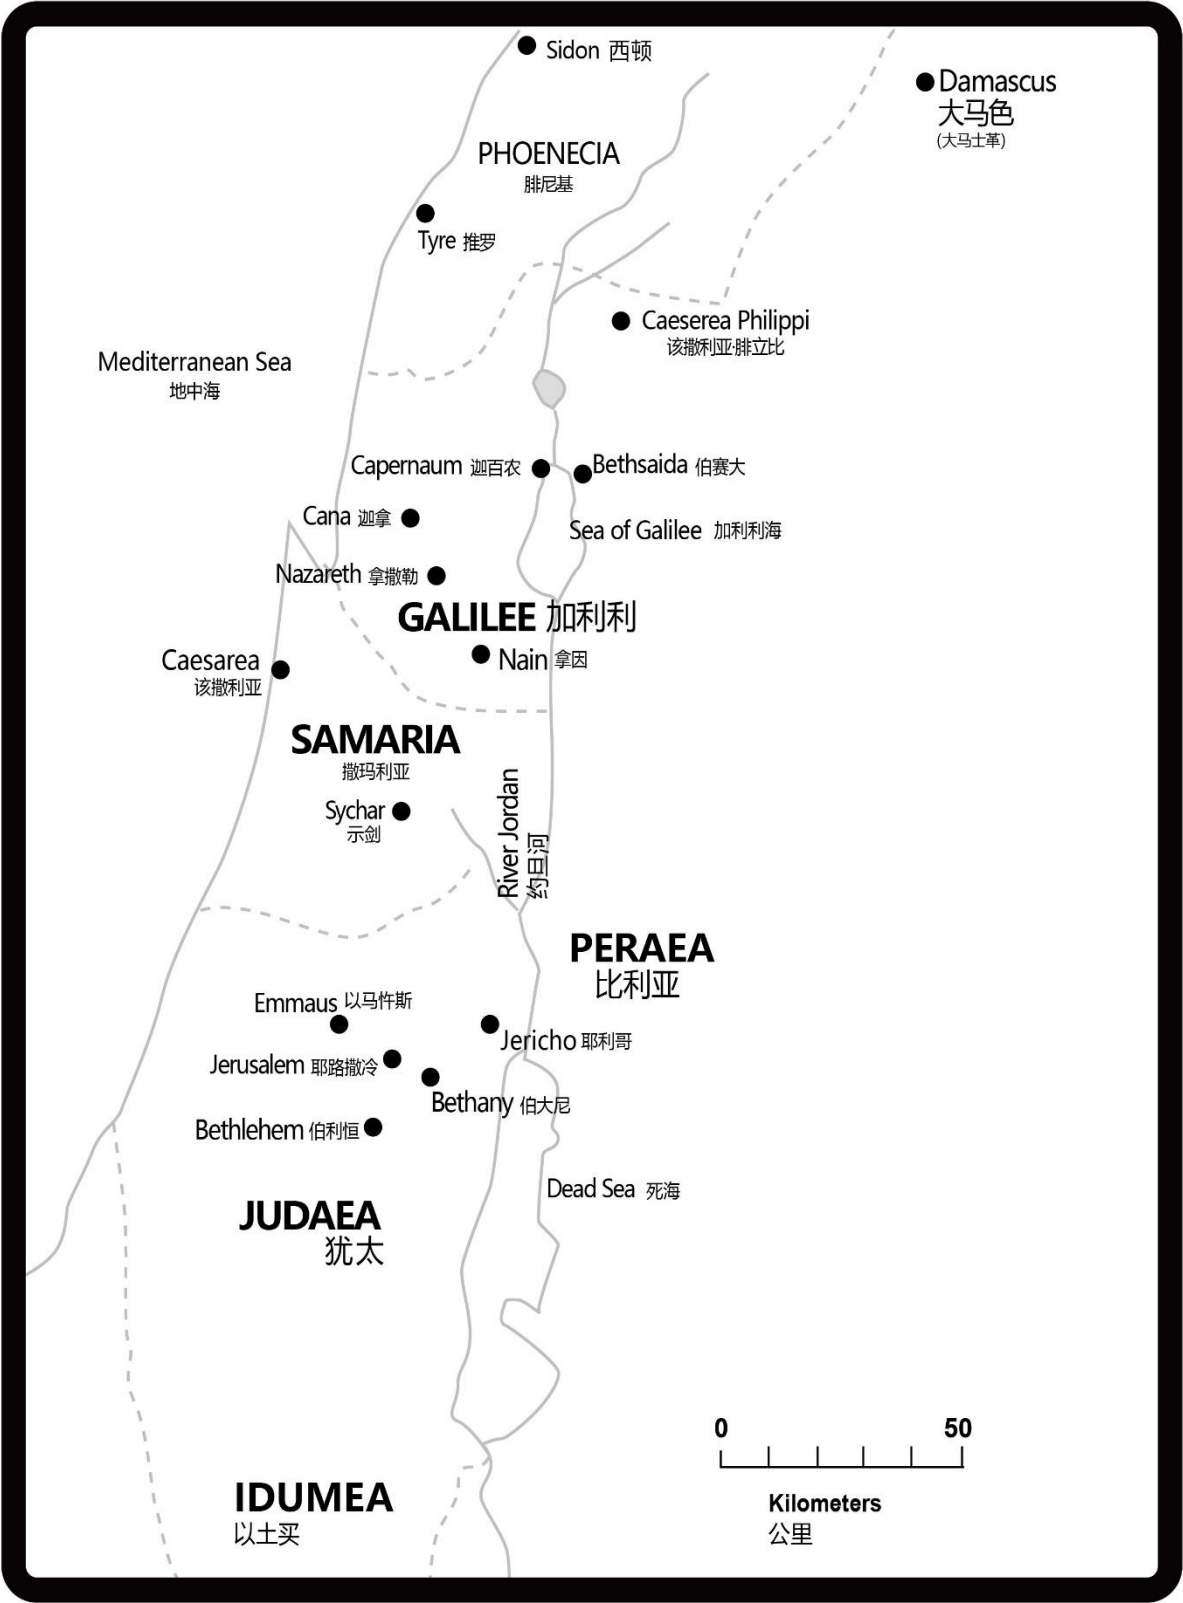 Sidon 西顿
Damascus
大马色
(大马士革)
PHOENECIA
腓尼基
Tyre 推罗
Caeserea Philippi
该撒利亚·腓立比
Mediterranean Sea
地中海
Capernaum 迦百农
Bethsaida 伯赛大
Cana 迦拿
Sea of Galilee 加利利海
Nazareth 拿撒勒
GALILEE 加利利
Nain 拿因
Caesarea
该撒利亚
SAMARIA
撒玛利亚
Sychar
示剑
River Jordan
约旦河
PERAEA
比利亚
Emmaus 以马忤斯
Jericho 耶利哥
Jerusalem 耶路撒冷
Bethany 伯大尼
Bethlehem 伯利恒
Dead Sea 死海
JUDAEA
犹太
0 50
Kilometers
公里
IDUMEA
以土买